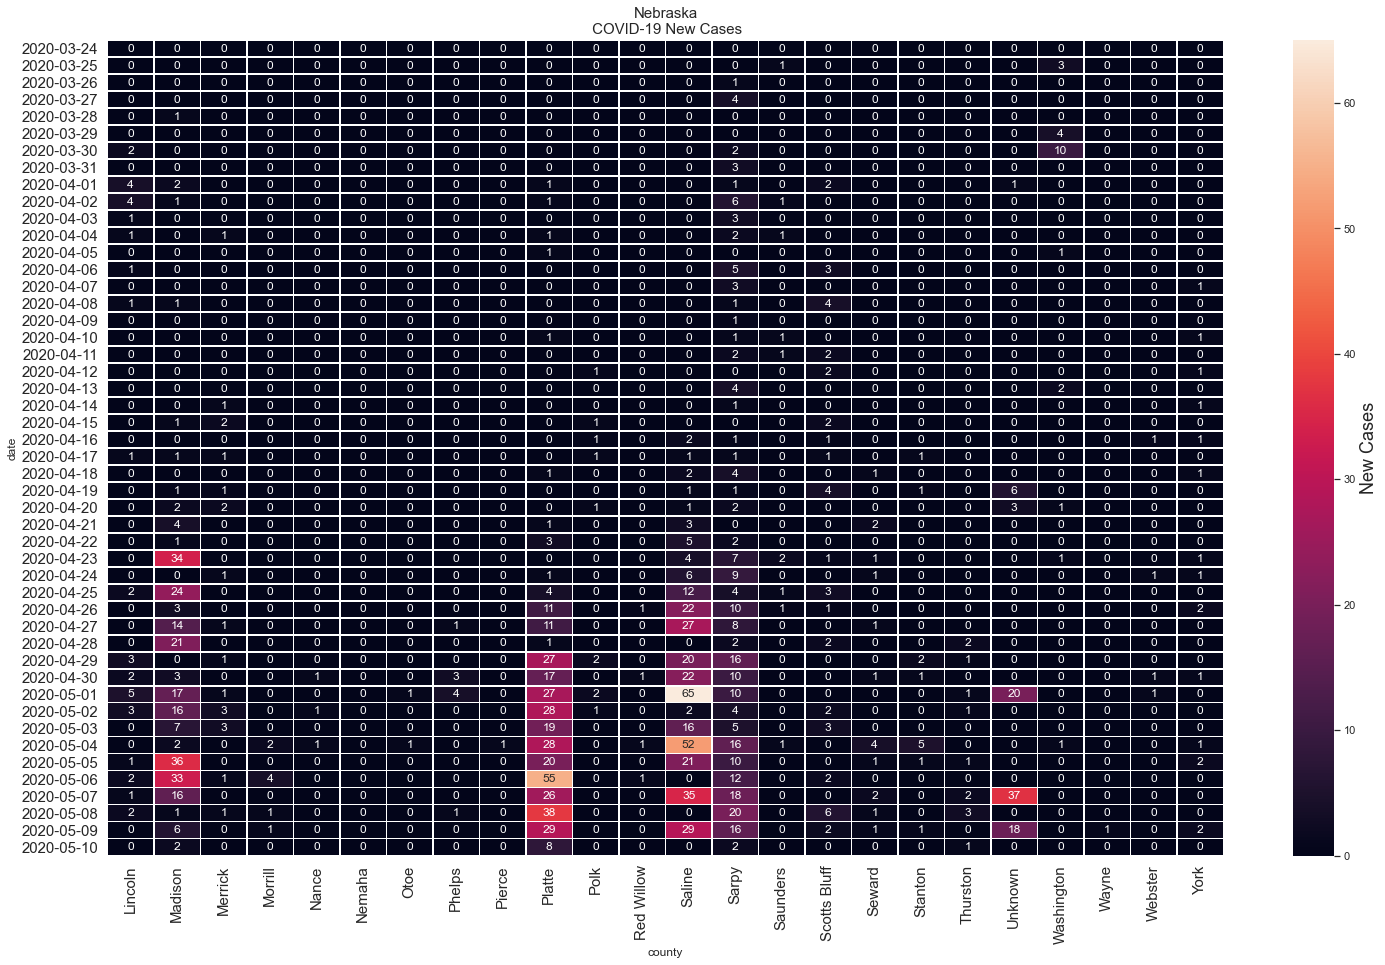 Nebraska
COVID-19 New Cases
2020-03-24 0 0 0 0 0 0 0 0 0 0 0 0 0 0 0 0 0 0 0 0 0 0 0 0
2020-03-25 0 0 0 0 0 0 0 0 0 0 0 0 0 0 1 0 0 0 0 0 3 0 0 0
2020-03-26 0 0 0 0 0 0 0 0 0 0 0 0 0 1 0 0 0 0 0 0 0 0 0 0
2020-03-27 0 0 0 0 0 0 0 0 0 0 0 0 0 4 0 0 0 0 0 0 0 0 0 0
2020-03-28 0 1 0 0 0 0 0 0 0 0 0 0 0 0 0 0 0 0 0 0 0 0 0 0
2020-03-29 0 0 0 0 0 0 0 0 0 0 0 0 0 0 0 0 0 0 0 0 4 0 0 0
2020-03-30 2 0 0 0 0 0 0 0 0 0 0 0 0 2 0 0 0 0 0 0 10 0 0 0
2020-03-31 0 0 0 0 0 0 0 0 0 0 0 0 0 3 0 0 0 0 0 0 0 0 0 0
2020-04-01 4 2 0 0 0 0 0 0 0 1 0 0 0 1 0 2 0 0 0 1 0 0 0 0
2020-04-02 4 1 0 0 0 0 0 0 0 1 0 0 0 6 1 0 0 0 0 0 0 0 0 0
2020-04-03 1 0 0 0 0 0 0 0 0 0 0 0 0 3 0 0 0 0 0 0 0 0 0 0
2020-04-04 1 0 1 0 0 0 0 0 0 1 0 0 0 2 1 0 0 0 0 0 0 0 0 0
2020-04-05 0 0 0 0 0 0 0 0 0 1 0 0 0 0 0 0 0 0 0 0 1 0 0 0
2020-04-06 1 0 0 0 0 0 0 0 0 0 0 0 0 5 0 3 0 0 0 0 0 0 0 0
2020-04-07 0 0 0 0 0 0 0 0 0 0 0 0 0 3 0 0 0 0 0 0 0 0 0 1
2020-04-08 1 1 0 0 0 0 0 0 0 0 0 0 0 1 0 4 0 0 0 0 0 0 0 0
2020-04-09 0 0 0 0 0 0 0 0 0 0 0 0 0 1 0 0 0 0 0 0 0 0 0 0
2020-04-10 0 0 0 0 0 0 0 0 0 1 0 0 0 1 1 0 0 0 0 0 0 0 0 1
2020-04-11 0 0 0 0 0 0 0 0 0 0 0 0 0 2 1 2 0 0 0 0 0 0 0 0
2020-04-12 0 0 0 0 0 0 0 0 0 0 1 0 0 0 0 2 0 0 0 0 0 0 0 1
2020-04-13 0 0 0 0 0 0 0 0 0 0 0 0 0 4 0 0 0 0 0 0 2 0 0 0
2020-04-14 0 0 1 0 0 0 0 0 0 0 0 0 0 1 0 0 0 0 0 0 0 0 0 1
2020-04-15 0 1 2 0 0 0 0 0 0 0 1 0 0 0 0 2 0 0 0 0 0 0 0 0
2020-04-16 0 0 0 0 0 0 0 0 0 0 1 0 2 1 0 1 0 0 0 0 0 0 1 1
2020-04-17 1 1 1 0 0 0 0 0 0 0 1 0 1 1 0 1 0 1 0 0 0 0 0 0
2020-04-18 0 0 0 0 0 0 0 0 0 1 0 0 2 4 0 0 1 0 0 0 0 0 0 1
2020-04-19 0 1 1 0 0 0 0 0 0 0 0 0 1 1 0 4 0 1 0 6 0 0 0 0
2020-04-20 0 2 2 0 0 0 0 0 0 0 1 0 1 2 0 0 0 0 0 3 1 0 0 0
2020-04-21 0 4 0 0 0 0 0 0 0 1 0 0 3 0 0 0 2 0 0 0 0 0 0 0
2020-04-22 0 1 0 0 0 0 0 0 0 3 0 0 5 2 0 0 0 0 0 0 0 0 0 0
2020-04-23 0 34 0 0 0 0 0 0 0 0 0 0 4 7 2 1 1 0 0 0 1 0 0 1
2020-04-24 0 0 1 0 0 0 0 0 0 1 0 0 6 9 0 0 1 0 0 0 0 0 1 1
2020-04-25 2 24 0 0 0 0 0 0 0 4 0 0 12 4 1 3 0 0 0 0 0 0 0 0
2020-04-26 0 3 0 0 0 0 0 0 0 11 0 1 22 10 1 1 0 0 0 0 0 0 0 2
2020-04-27 0 14 1 0 0 0 0 1 0 11 0 0 27 8 0 0 1 0 0 0 0 0 0 0
2020-04-28 0 21 0 0 0 0 0 0 0 1 0 0 0 2 0 2 0 0 2 0 0 0 0 0
2020-04-29 3 0 1 0 0 0 0 0 0 27 2 0 20 16 0 0 0 2 1 0 0 0 0 0
2020-04-30 2 3 0 0 1 0 0 3 0 17 0 1 22 10 0 0 1 1 0 0 0 0 1 1
2020-05-01 5 17 1 0 0 0 1 4 0 27 2 0 65 10 0 0 0 0 1 20 0 0 1 0
2020-05-02 3 16 3 0 1 0 0 0 0 28 1 0 2 4 0 2 0 0 1 0 0 0 0 0
2020-05-03 0 7 3 0 0 0 0 0 0 19 0 0 16 5 0 3 0 0 0 0 0 0 0 0
2020-05-04 0 2 0 2 1 0 1 0 1 28 0 1 52 16 1 0 4 5 0 0 1 0 0 1
2020-05-05 1 36 0 0 0 0 0 0 0 20 0 0 21 10 0 0 1 1 1 0 0 0 0 2
2020-05-06 2 33 1 4 0 0 0 0 0 55 0 1 0 12 0 2 0 0 0 0 0 0 0 0
2020-05-07 1 16 0 0 0 0 0 0 0 26 0 0 35 18 0 0 2 0 2 37 0 0 0 0
2020-05-08 2 1 1 1 0 0 0 1 0 38 0 0 0 20 0 6 1 0 3 0 0 0 0 0
2020-05-09 0 6 0 1 0 0 0 0 0 29 0 0 29 16 0 2 1 1 0 18 0 1 0 2
2020-05-10 0 2 0 0 0 0 0 0 0 8 0 0 0 2 0 0 0 0 1 0 0 0 0 0
Lincoln Madison Merrick Morrill Nance Nemaha Otoe Phelps Pierce Platte Polk Red Willow Saline Sarpy Saunders Scotts Bluff Seward Stanton Thurston Unknown Washington Wayne Webster York
county
date
60
50
40
30
20
10
0
New Cases